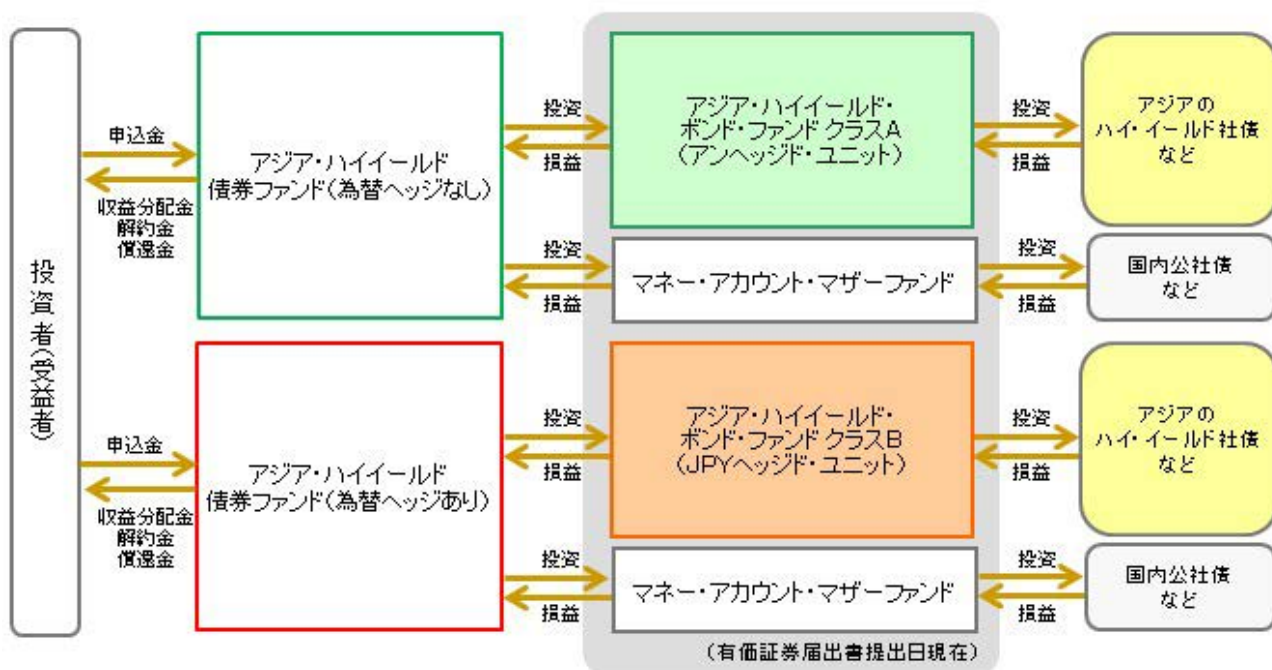 投資者(受益者)
申込金
収益分配金
解約金
償還金
アジア・ハイイールド
債券ファンド(為替ヘッジなし)
投資
損益
アジア・ハイイールド・
ボンド・ファンド クラスA
(アンヘッジド・ユニット)
投資
損益
アジアの
ハイ・イールド社債
など
投資
損益
マネー・アカウント・マザーファンド
投資
損益
国内公社債
など
申込金
収益分配金
解約金
償還金
アジア・ハイイールド
債券ファンド(為替ヘッジあり)
投資
損益
アジア・ハイイールド・
ボンド・ファンド クラスB
(JPYヘッジド・ユニット)
投資
損益
アジアの
ハイ・イールド社債
など
投資
損益
マネー・アカウント・マザーファンド
投資
損益
国内公社債
など
(有価証券届出書提出日現在)